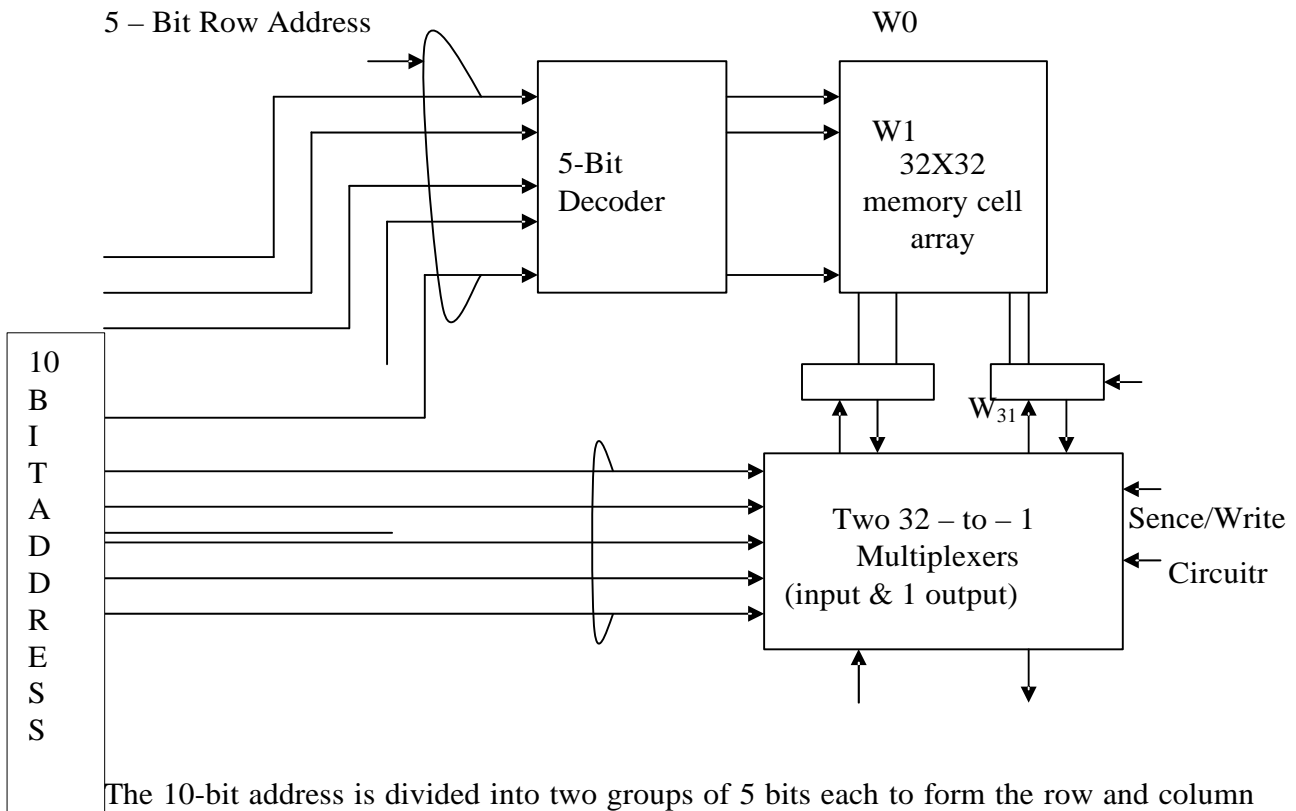 5 – Bit Row Address
W0
W1
5-Bit
Decoder
32X32
memory cell
array
10
B
I
T
A
D
D
R
E
S
S
W31
Two 32 – to – 1
Multiplexers
(input & 1 output)
Sence/Write
Circuitr
The 10-bit address is divided into two groups of 5 bits each to form the row and column